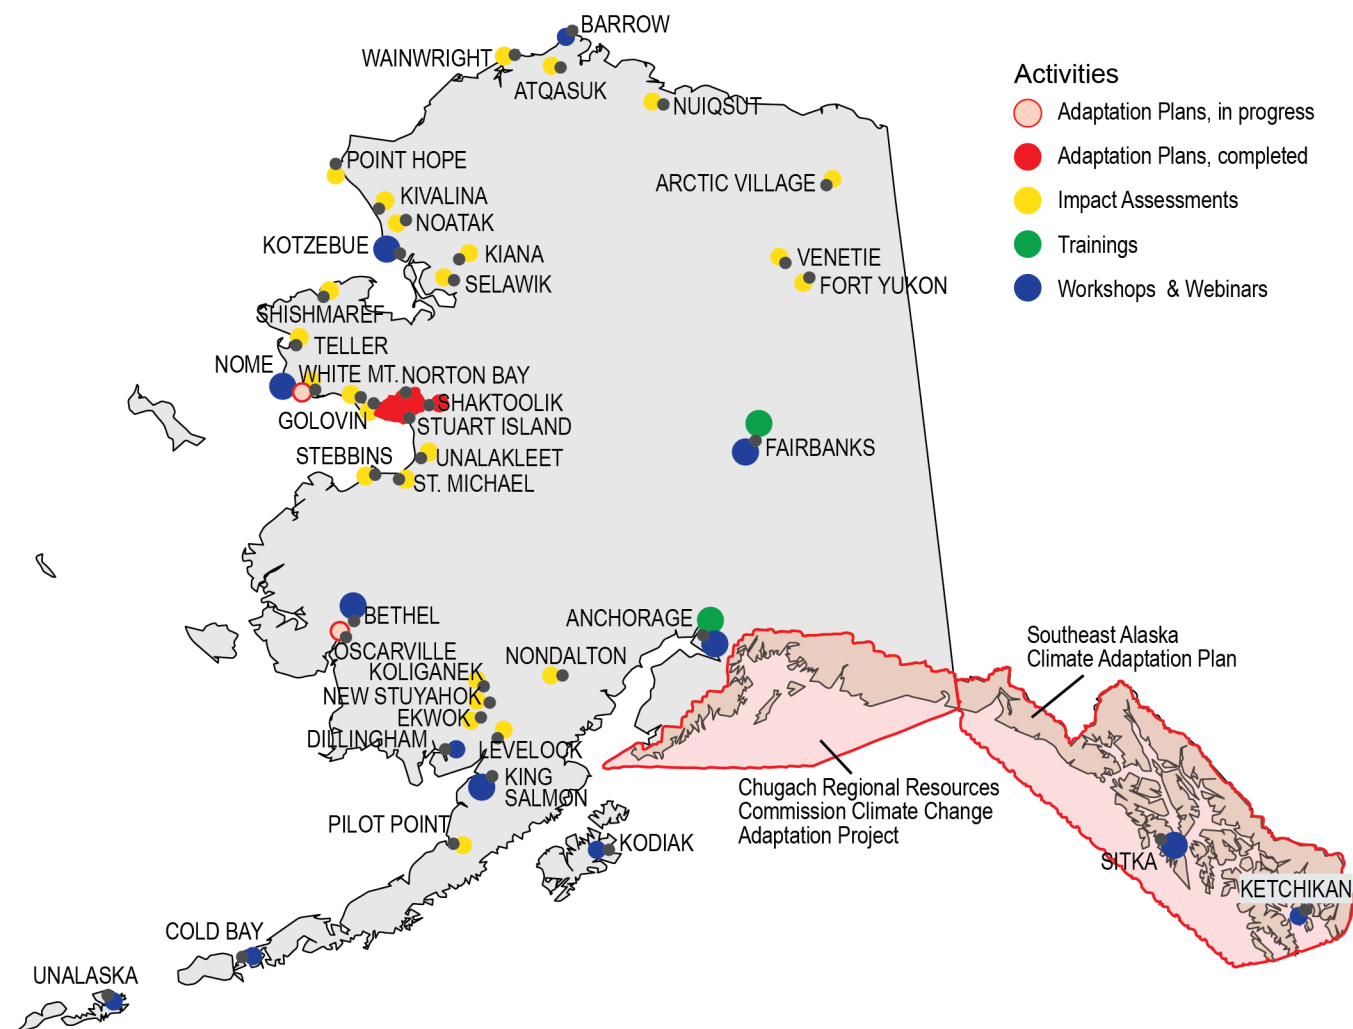 BARROW
WAINWRIGHT
ATQASUK
NUIQSUT
Activities
Adaptation Plans, in progress
Adaptation Plans, completed
Impact Assessments
Trainings
Workshops & Webinars
POINT HOPE
ARCTIC VILLAGE
KIVALINA
NOATAK
KOTZEBUE
KIANA
VENETIE
SELAWIK
FORT YUKON
SHISHMAREF
TELLER
NOME
WHITE MT.
NORTON BAY
SHAKTOOLIK
GOLOVIN
STUART ISLAND
FAIRBANKS
STEBBINS
UNALAKLEET
ST. MICHAEL
BETHEL
ANCHORAGE
OSCARVILLE
NONDALTON
Southeast Alaska
Climate Adaptation Plan
KOLIGANEK
NEW STUYAHOK
EKWOK
DILLINGHAM
LEVELOCK
KING
SALMON
Chugach Regional Resources
Commission Climate Change
Adaptation Project
PILOT POINT
KODIAK
SITKA
KETCHIKAN
COLD BAY
UNALASKA